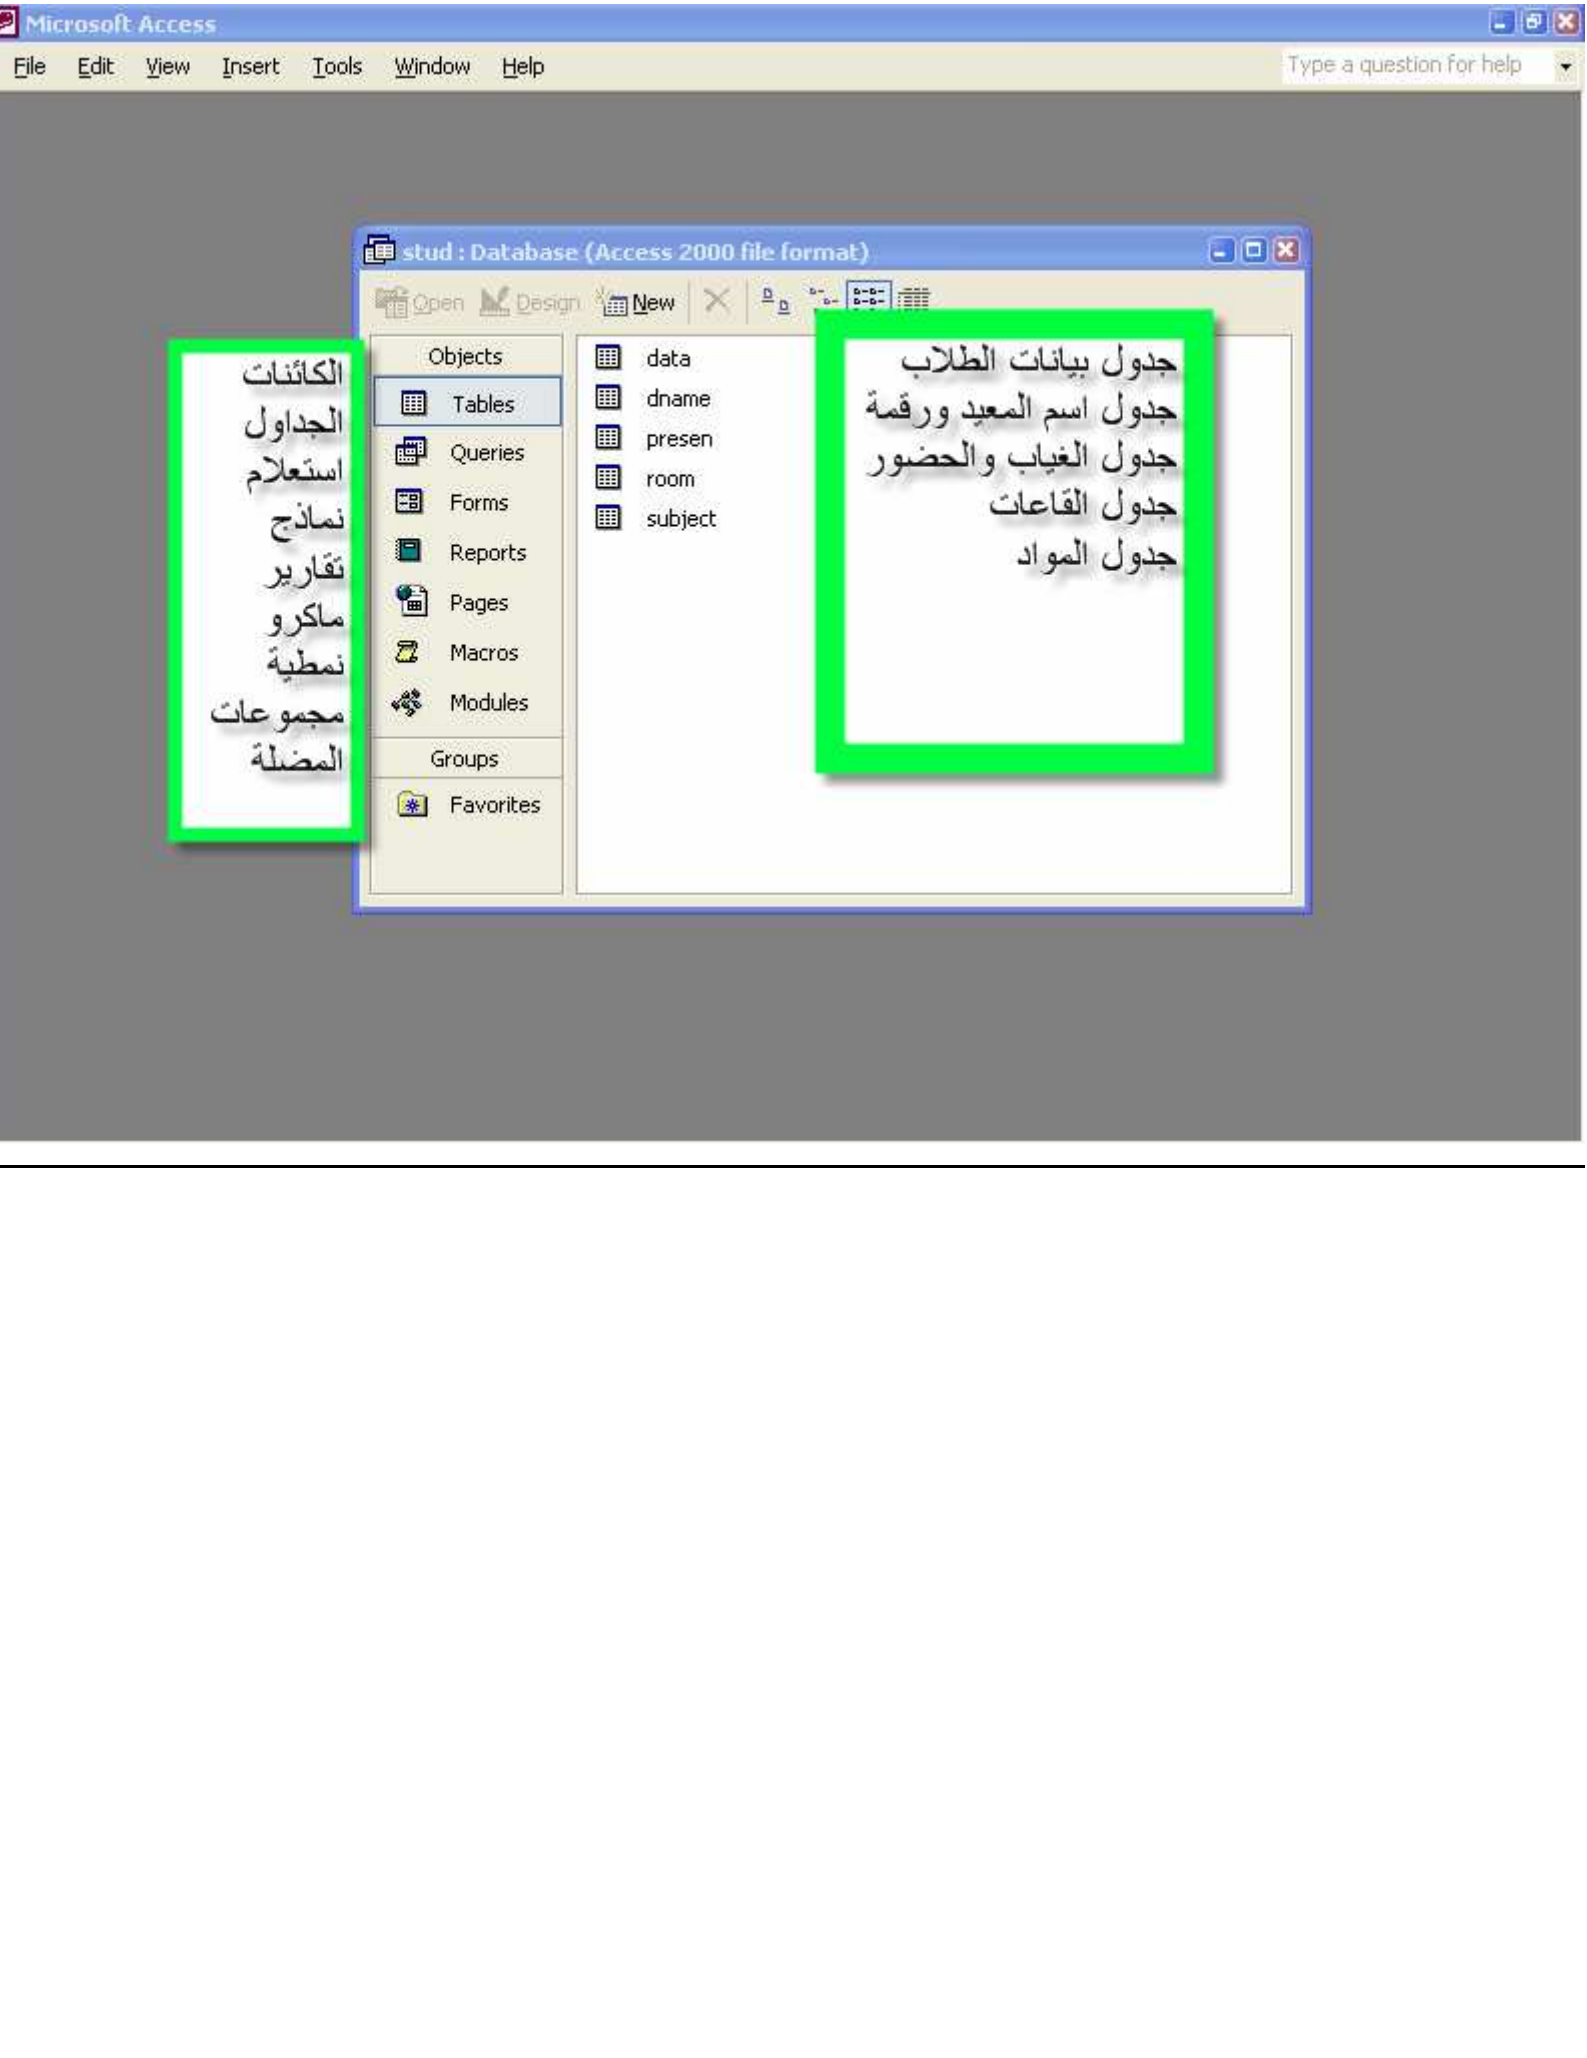 Microsoft Access
File Edit View Insert Tools Window Help
Type a question for help
stud : Database (Access 2000 file format)
Open Design New
الكائنات
الجداول
استعلام
نماذج
تقارير
ماكرو
نمطية
مجموعات
المضلة
Objects
Tables
Queries
Forms
Reports
Pages
Macros
Modules
Groups
Favorites
data
dname
presen
room
subject
جدول بيانات الطلاب
جدول اسم المعيد ورقمة
جدول الغياب والحضور
جدول القاعات
جدول المواد